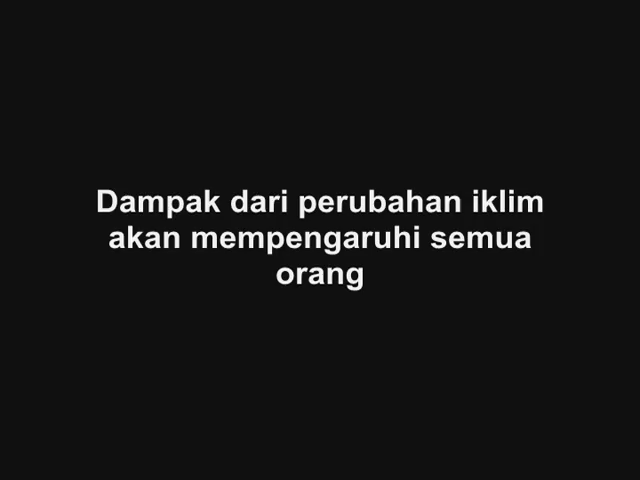 Dampak dari perubahan iklim
akan mempengaruhi semua
orang